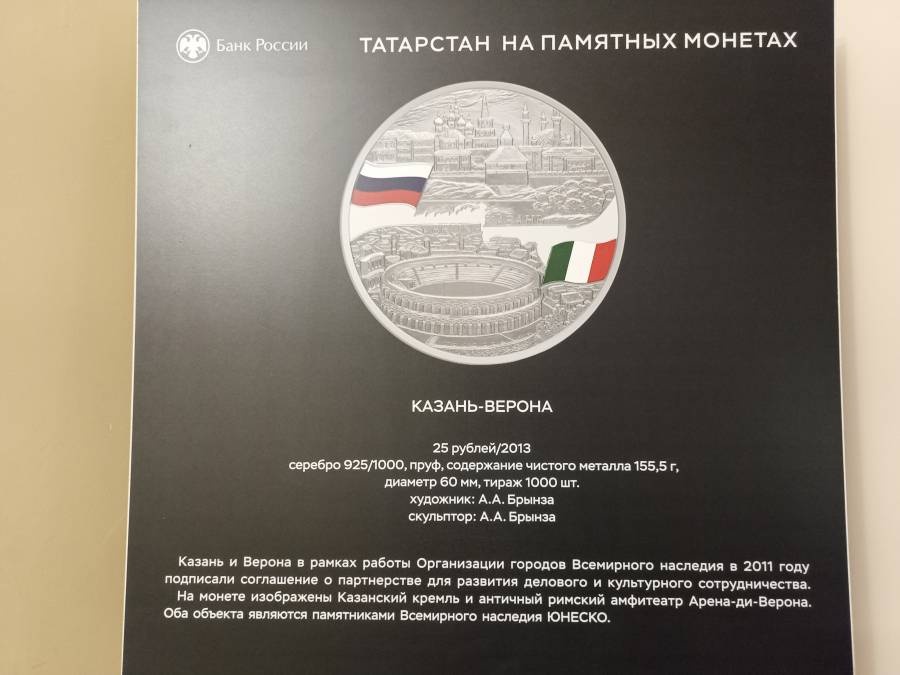 Банк России
ТАТАРСТАН НА ПАМЯТНЫХ МОНЕТАХ
КАЗАНЬ-ВЕРОНА
25 рублей/2013
серебро 925/1000, пруф, содержание чистого металла 155,5 г,
диаметр 60 мм, тираж 1000 шт.
художник: А.А. Брынза
скульптор: А.А. Брынза
Казань и Верона в рамках работы Организации городов Всемирного наследия в 2011 году
подписали соглашение о партнерстве для развития делового и культурного сотрудничества.
На монете изображены Казанский кремль и античный римский амфитеатр Арена-ди-Верона.
Оба объекта являются памятниками Всемирного наследия ЮНЕСКО.